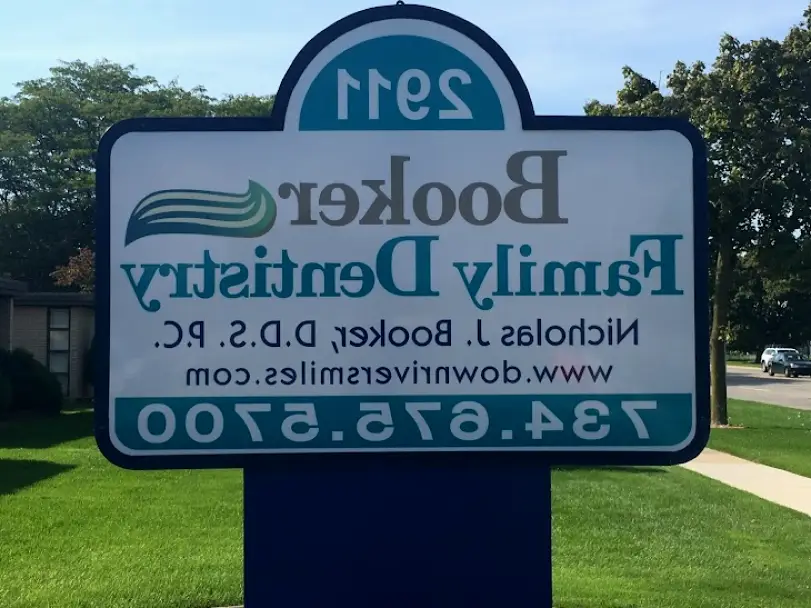 2911
Booker
Family Dentistry
Nicholas J. Booker, D.D.S. P.C.
www.downriversmiles.com
734.675.5700